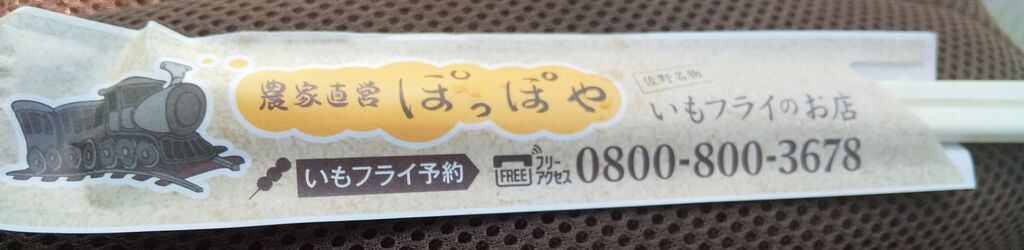 農家直営 ぽっぽや
佐野名物
いもフライのお店
いもフライ予約
FREE
フリー
アクセス
0800-800-3678